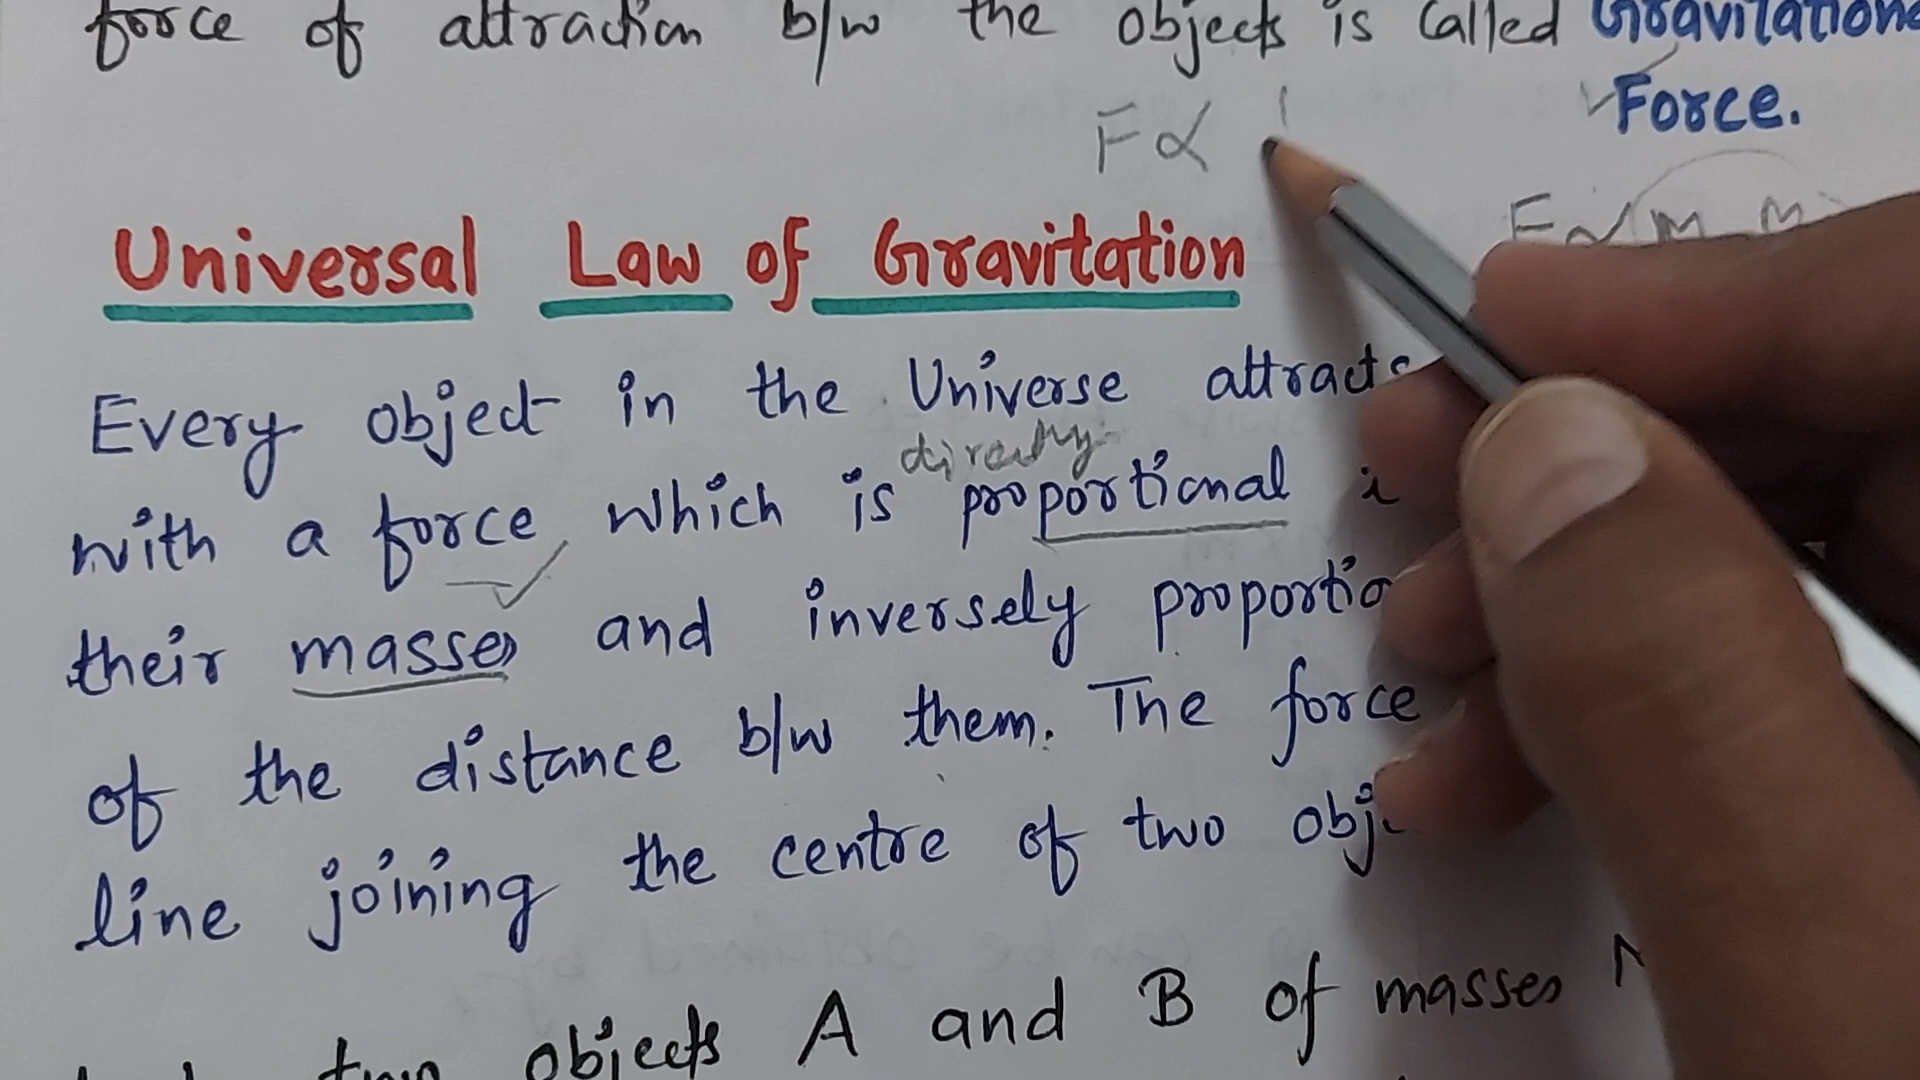 force of attraction b/w the objects is called Gravitationa
Force.
F ∝ 1
F ∝ m m
Universal Law of Gravitation
Every object in the Universe attracts
directly
with a force which is proportional
their masses and inversely proportio
of the distance b/w them. The force
line joining the centre of two obje
two objects A and B of masses